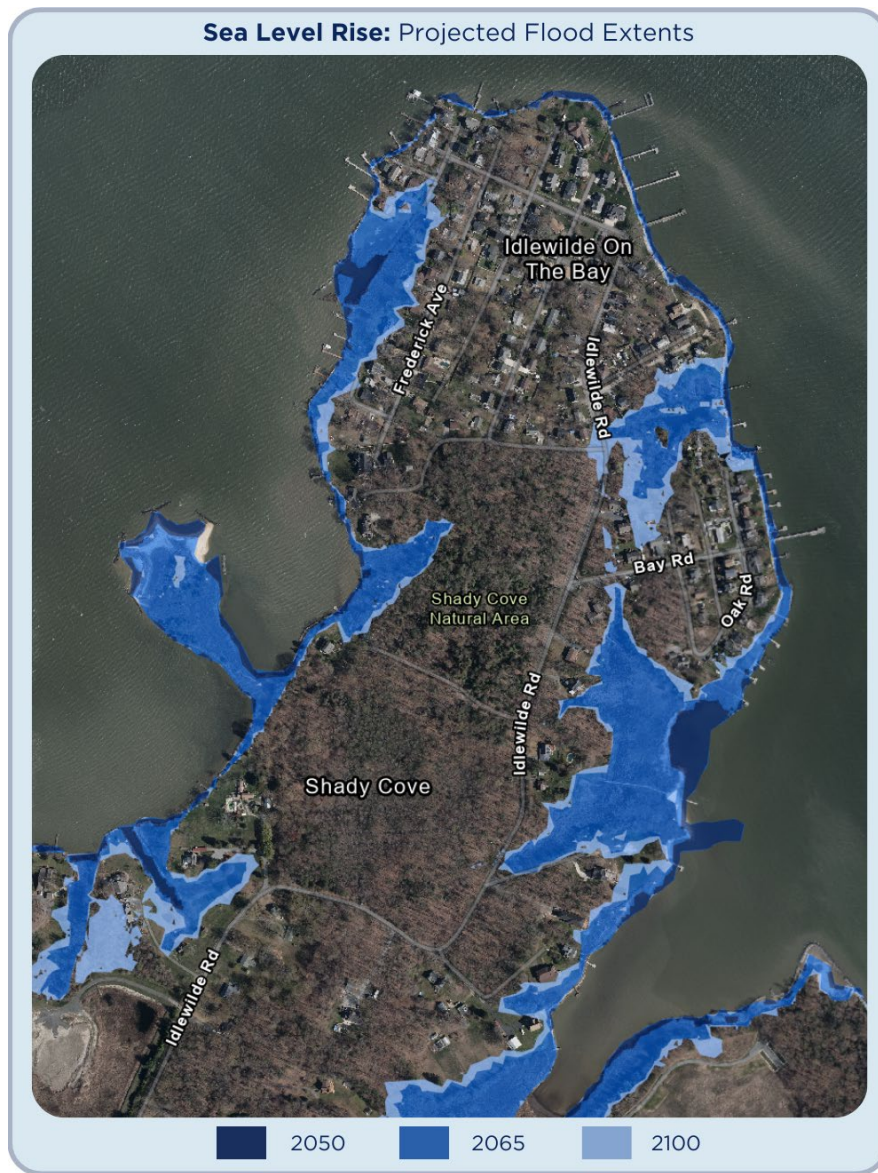 Sea Level Rise: Projected Flood Extents
Idlewilde On
The Bay
Frederick Ave
Idlewilde Rd
Bay Rd
Oak Rd
Shady Cove
Natural Area
Idlewilde Rd
Shady Cove
Idlewilde Rd
2050
2065
2100